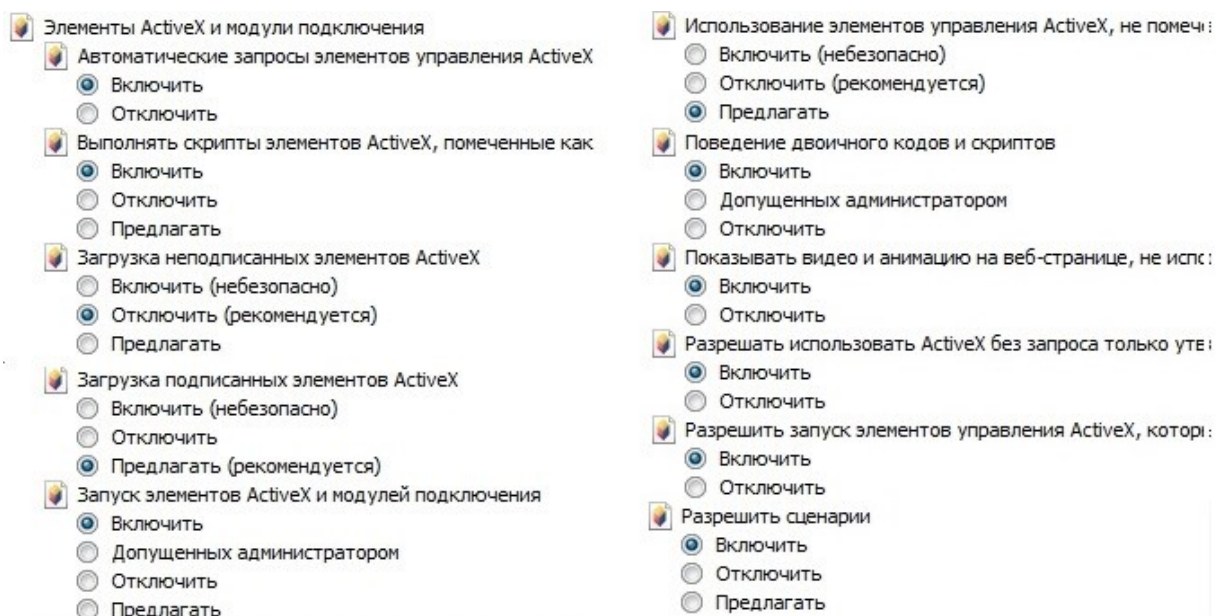 Элементы ActiveX и модули подключения
Автоматические запросы элементов управления ActiveX
Включить
Отключить
Выполнять скрипты элементов ActiveX, помеченные как
Включить
Отключить
Предлагать
Загрузка неподписанных элементов ActiveX
Включить (небезопасно)
Отключить (рекомендуется)
Предлагать
Загрузка подписанных элементов ActiveX
Включить (небезопасно)
Отключить
Предлагать (рекомендуется)
Запуск элементов ActiveX и модулей подключения
Включить
Допущенных администратором
Отключить
Предлагать
Использование элементов управления ActiveX, не
Включить (небезопасно)
Отключить (рекомендуется)
Предлагать
Поведение двоичного кодов и скриптов
Включить
Допущенных администратором
Отключить
Показывать видео и анимацию на веб-странице, не
Включить
Отключить
Разрешать использовать ActiveX без запроса только
Включить
Отключить
Разрешить запуск элементов управления ActiveX,
Включить
Отключить
Разрешить сценарии
Включить
Отключить
Предлагать